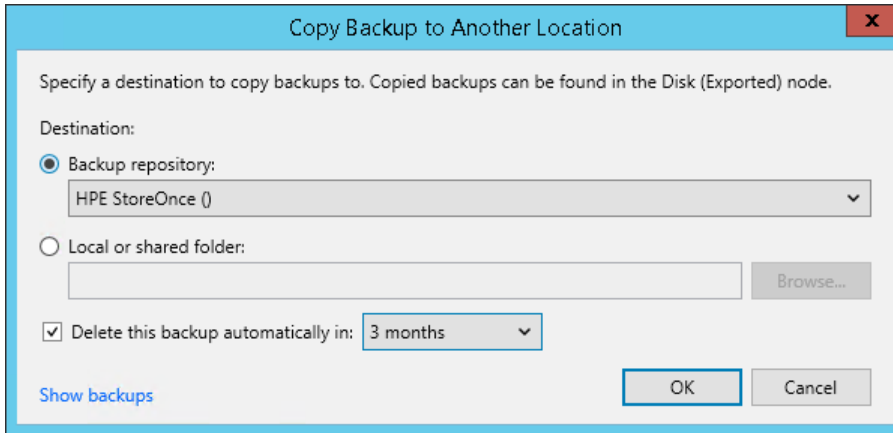 Copy Backup to Another Location
x
Specify a destination to copy backups to. Copied backups can be found in the Disk (Exported) node.
Destination:
Backup repository:
HPE StoreOnce ()
Local or shared folder:
Browse...
Delete this backup automatically in: 3 months
Show backups OK Cancel